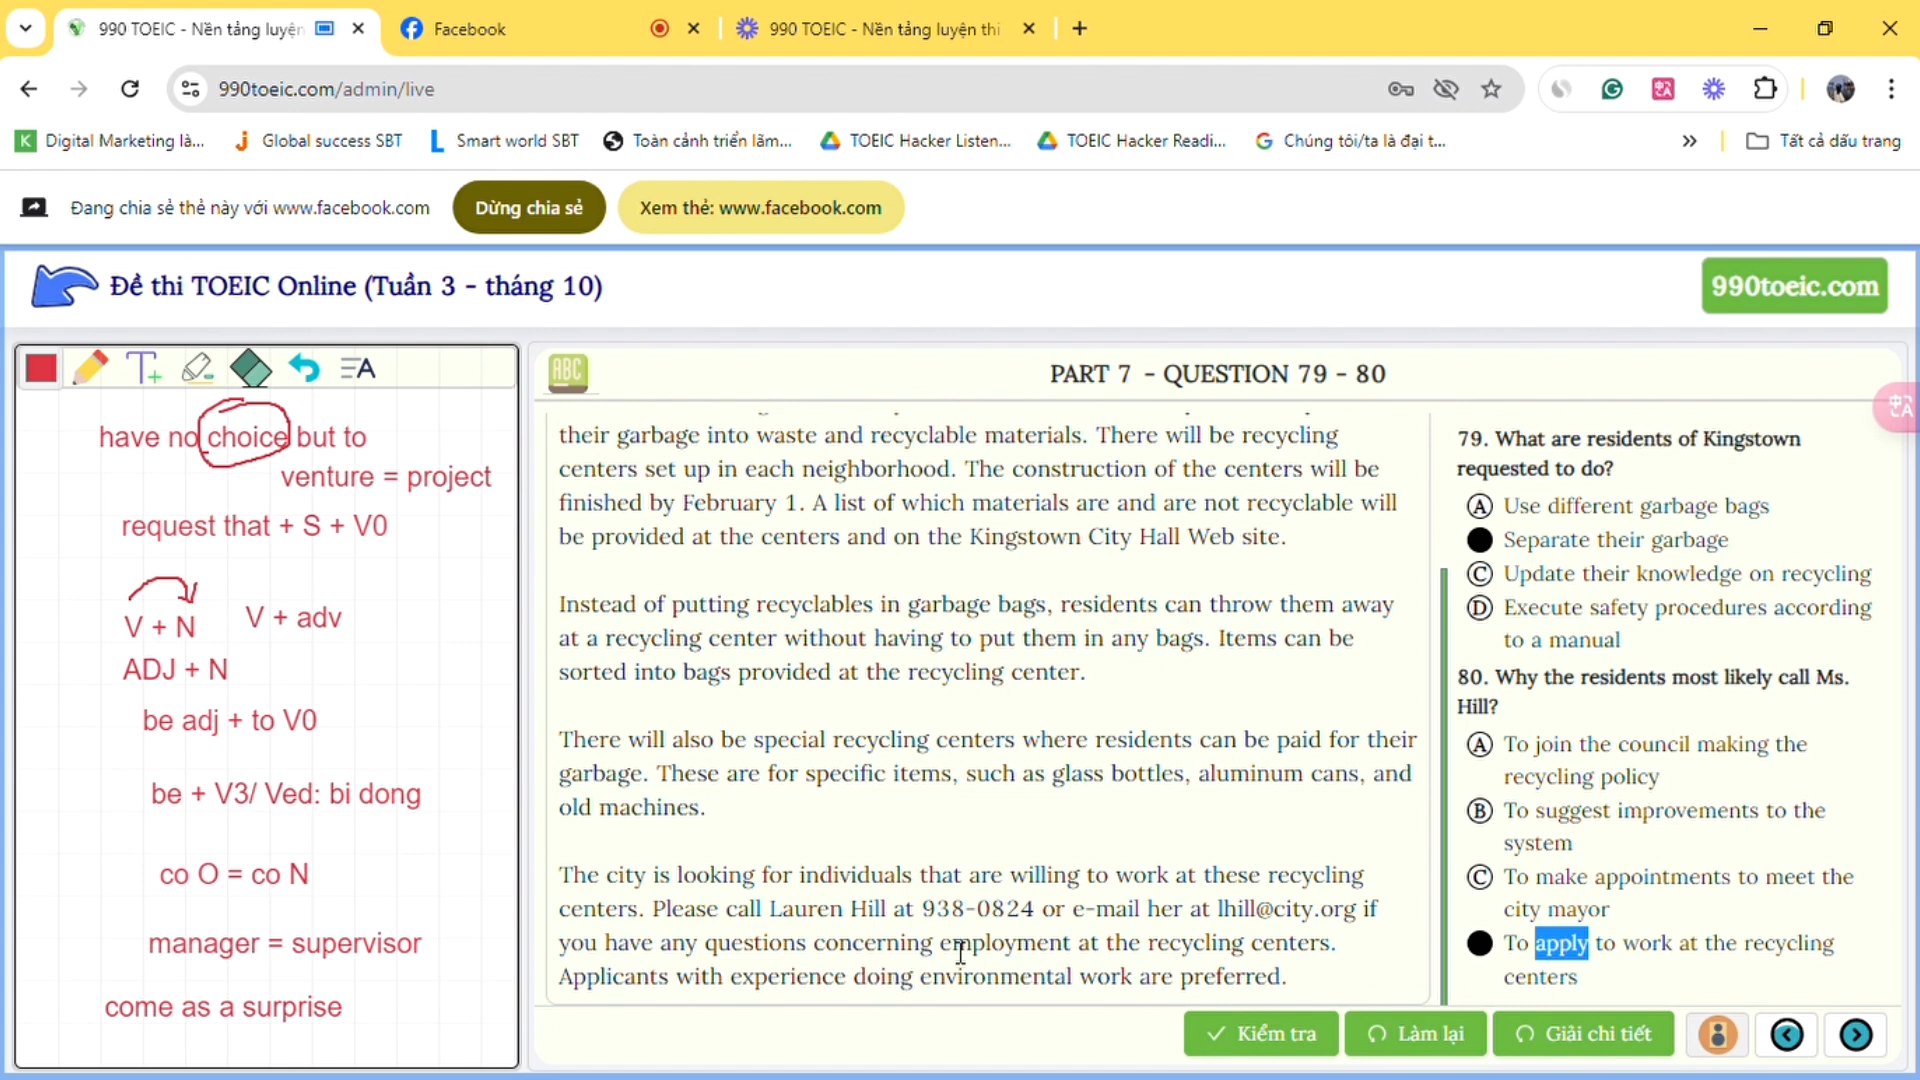 990 TOEIC - Nền tảng luyện
Facebook
990 TOEIC - Nền tảng luyện thi
990toeic.com/admin/live
Digital Marketing là...
Global success SBT
Smart world SBT
Toàn cảnh triển lãm...
TOEIC Hacker Listen...
TOEIC Hacker Readi...
Chúng tôi/ta là đại t...
Tất cả dấu trang
Đang chia sẻ thẻ này với www.facebook.com
Dừng chia sẻ
Xem thẻ: www.facebook.com
Đề thi TOEIC Online (Tuần 3 - tháng 10)
990toeic.com
have no choice but to
venture = project
request that + S + V0
V + N
V + adv
ADJ + N
be adj + to V0
be + V3/ Ved: bi dong
co O = co N
manager = supervisor
come as a surprise
ABC
PART 7 - QUESTION 79 - 80
their garbage into waste and recyclable materials. There will be recycling
centers set up in each neighborhood. The construction of the centers will be
finished by February 1. A list of which materials are and are not recyclable will
be provided at the centers and on the Kingstown City Hall Web site.
Instead of putting recyclables in garbage bags, residents can throw them away
at a recycling center without having to put them in any bags. Items can be
sorted into bags provided at the recycling center.
There will also be special recycling centers where residents can be paid for their
garbage. These are for specific items, such as glass bottles, aluminum cans, and
old machines.
The city is looking for individuals that are willing to work at these recycling
centers. Please call Lauren Hill at 938-0824 or e-mail her at lhill@city.org if
you have any questions concerning employment at the recycling centers.
Applicants with experience doing environmental work are preferred.
79. What are residents of Kingstown
requested to do?
A Use different garbage bags
Separate their garbage
C Update their knowledge on recycling
D Execute safety procedures according
to a manual
80. Why the residents most likely call Ms.
Hill?
A To join the council making the
recycling policy
B To suggest improvements to the
system
C To make appointments to meet the
city mayor
To apply to work at the recycling
centers
Kiểm tra
Làm lại
Giải chi tiết